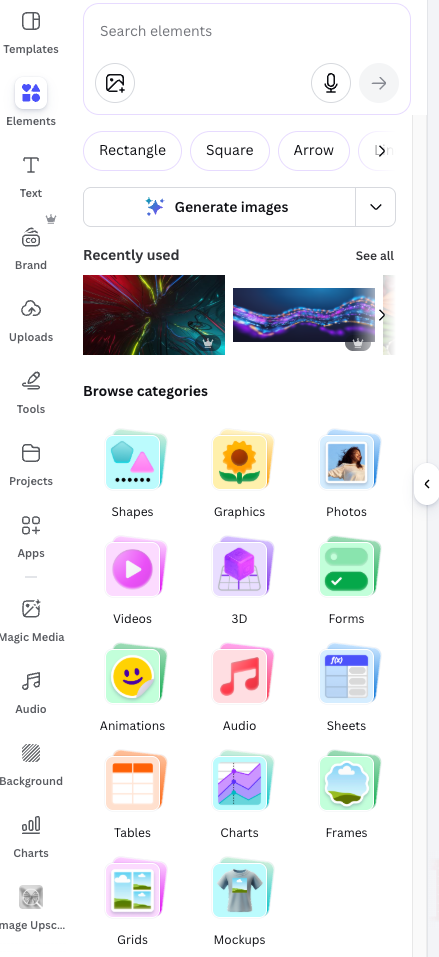 Templates
Elements
Text
Brand
Uploads
Tools
Projects
Apps
Magic Media
Audio
Background
Charts
mage Upsc...
Search elements
Rectangle Square Arrow
Generate images
Recently used See all
Browse categories
Shapes Graphics Photos
Videos 3D Forms
f(x)
Animations Audio Sheets
Tables Charts Frames
Grids Mockups